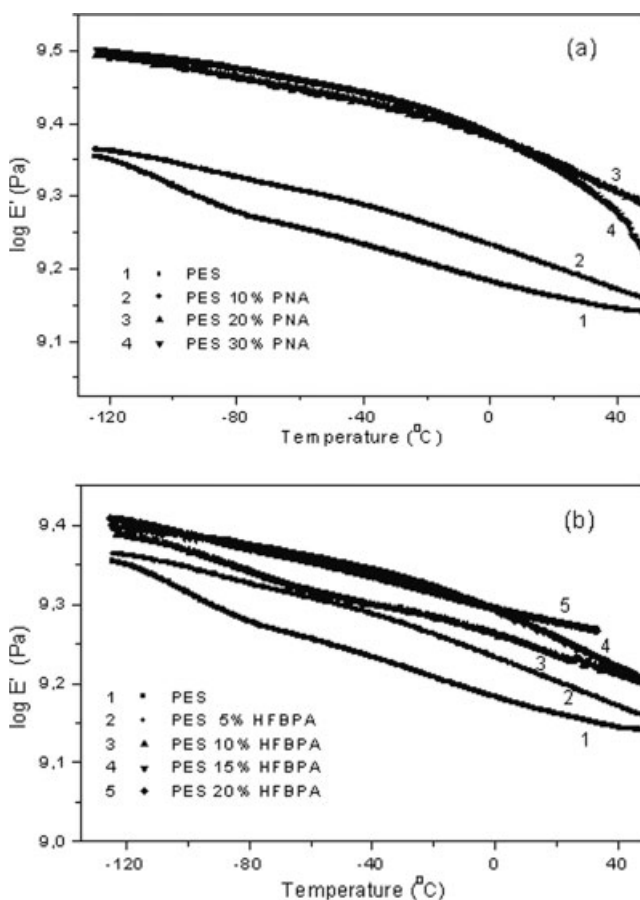 (a)
9,5
9,4
9,3
9,2
9,1
log E' (Pa)
3
4
2
1
1 PES
2 PES 10% PNA
3 PES 20% PNA
4 PES 30% PNA
-120 -80 -40 0 40
Temperature (°C)
(b)
9,4
9,3
9,2
9,1
9,0
log E' (Pa)
5
4
3
2
1
1 PES
2 PES 5% HFBPA
3 PES 10% HFBPA
4 PES 15% HFBPA
5 PES 20% HFBPA
-120 -80 -40 0 40
Temperature (°C)